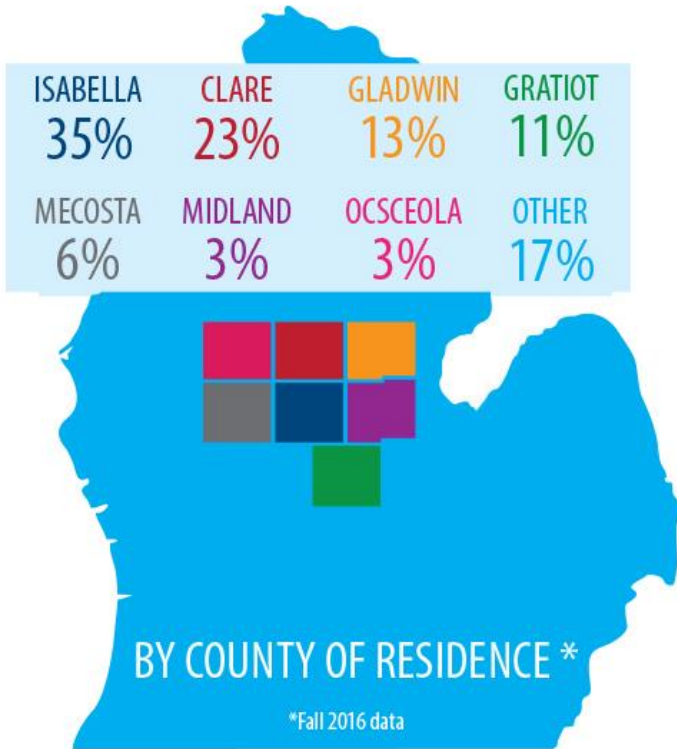 ISABELLA CLARE GLADWIN GRATIOT
35% 23% 13% 11%
MECOSTA MIDLAND OCSCEOLA OTHER
6% 3% 3% 17%
BY COUNTY OF RESIDENCE *
*Fall 2016 data